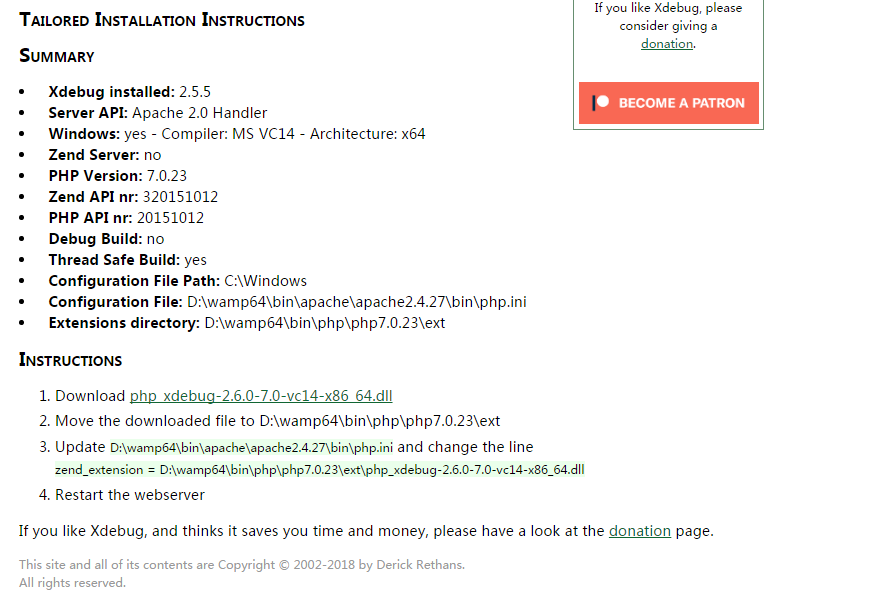 If you like Xdebug, please
consider giving a
donation.
BECOME A PATRON
Tailored Installation Instructions
Summary
• Xdebug installed: 2.5.5
• Server API: Apache 2.0 Handler
• Windows: yes - Compiler: MS VC14 - Architecture: x64
• Zend Server: no
• PHP Version: 7.0.23
• Zend API nr: 320151012
• PHP API nr: 20151012
• Debug Build: no
• Thread Safe Build: yes
• Configuration File Path: C:\Windows
• Configuration File: D:\wamp64\bin\apache\apache2.4.27\bin\php.ini
• Extensions directory: D:\wamp64\bin\php\php7.0.23\ext
Instructions
1. Download php_xdebug-2.6.0-7.0-vc14-x86_64.dll
2. Move the downloaded file to D:\wamp64\bin\php\php7.0.23\ext
3. Update D:\wamp64\bin\apache\apache2.4.27\bin\php.ini and change the line
zend_extension = D:\wamp64\bin\php\php7.0.23\ext\php_xdebug-2.6.0-7.0-vc14-x86_64.dll
4. Restart the webserver
If you like Xdebug, and thinks it saves you time and money, please have a look at the donation page.
This site and all of its contents are Copyright © 2002-2018 by Derick Rethans.
All rights reserved.